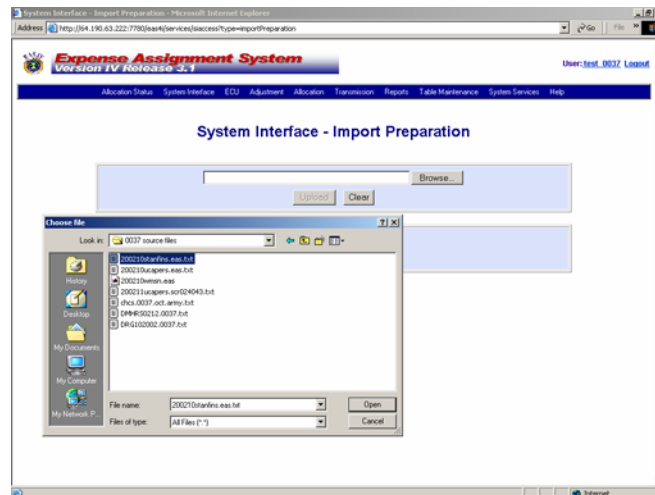 System Interface - Import Preparation - Microsoft Internet Explorer
Address http://64.190.63.222:7780/eas4j/services/siaccess?type=importPreparation Go File »
Expense Assignment System
Version IV Release 3.1
User: test_0037 Logout
Allocation Status System Interface ECU Adjustment Allocation Transmission Reports Table Maintenance System Services Help
System Interface - Import Preparation
Browse...
Upload Clear
Choose file ? X
Look in: 0037 source files
200210stanfins.eas.txt
200210ucapers.eas.txt
200210wmsin.eas
200211ucapers.scr024043.txt
chcs.0037.oct.army.txt
DMHRS0212.0037.txt
DRG102002.0037.txt
History
Desktop
My Documents
My Computer
My Network P...
File name: 200210stanfins.eas.txt Open
Files of type: All Files (*.*) Cancel
Internet